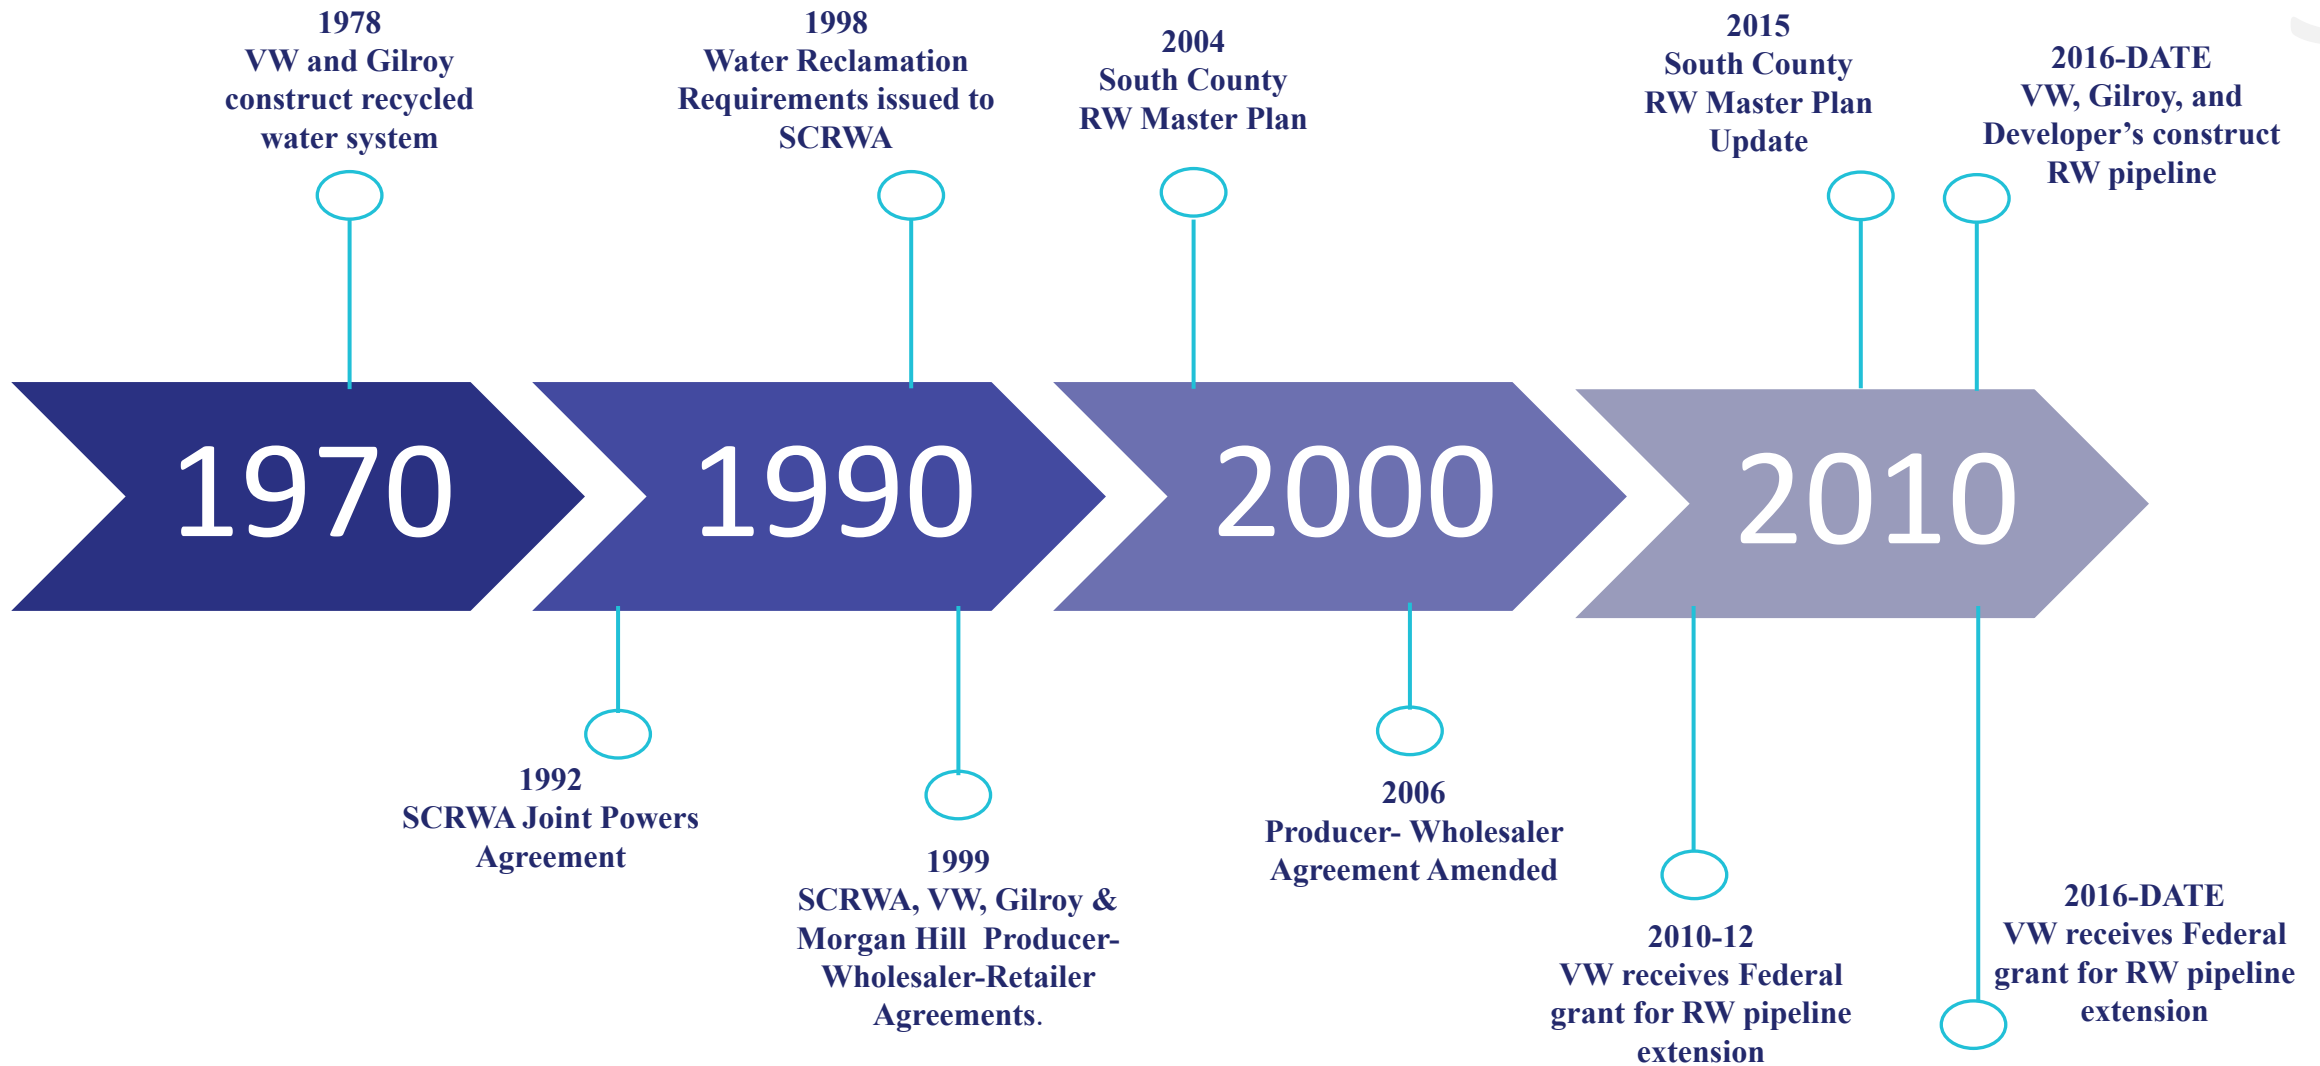 1978
VW and Gilroy
construct recycled
water system
1998
Water Reclamation
Requirements issued to
SCRWA
2004
South County
RW Master Plan
2015
South County
RW Master Plan
Update
2016-DATE
VW, Gilroy, and
Developer’s construct
RW pipeline
1970
1990
2000
2010
1992
SCRWA Joint Powers
Agreement
1999
SCRWA, VW, Gilroy &
Morgan Hill  Producer-
Wholesaler-Retailer
Agreements.
2006
Producer- Wholesaler
Agreement Amended
2010-12
VW receives Federal
grant for RW pipeline
extension
2016-DATE
VW receives Federal
grant for RW pipeline
extension